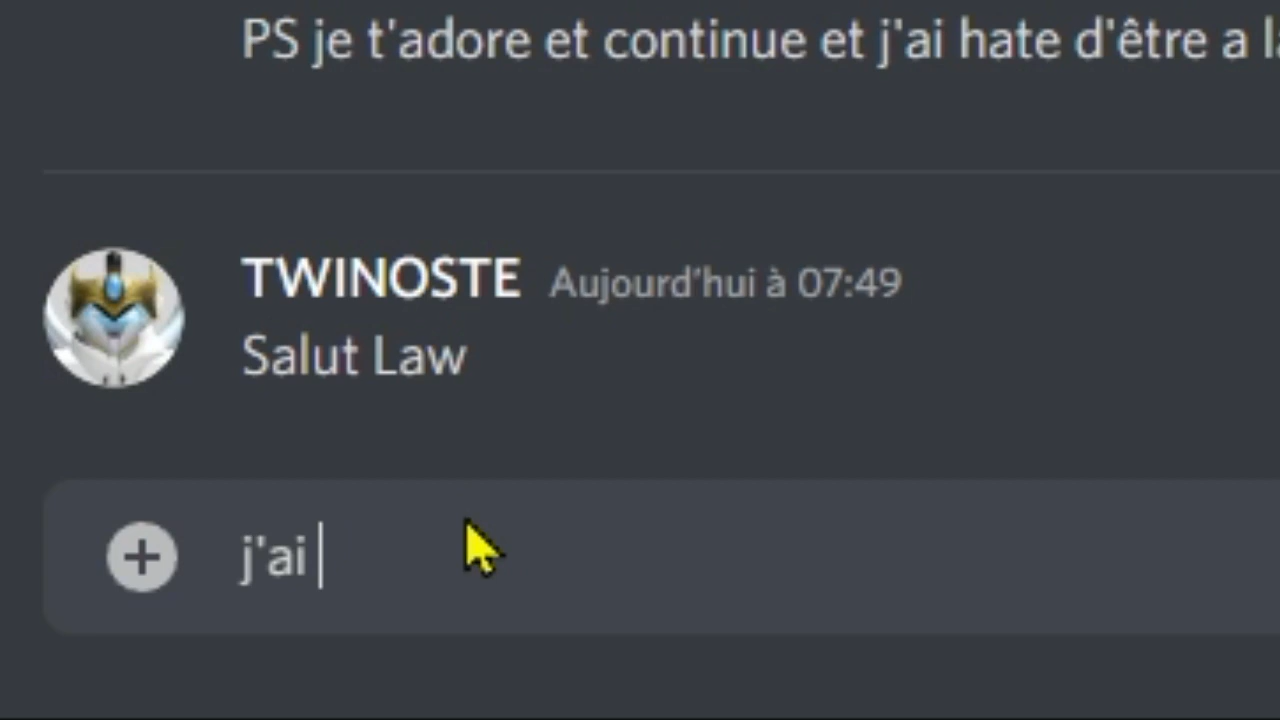 PS je t'adore et continue et j'ai hate d'être a
TWINOSTE Aujourd'hui à 07:49
Salut Law
j'ai